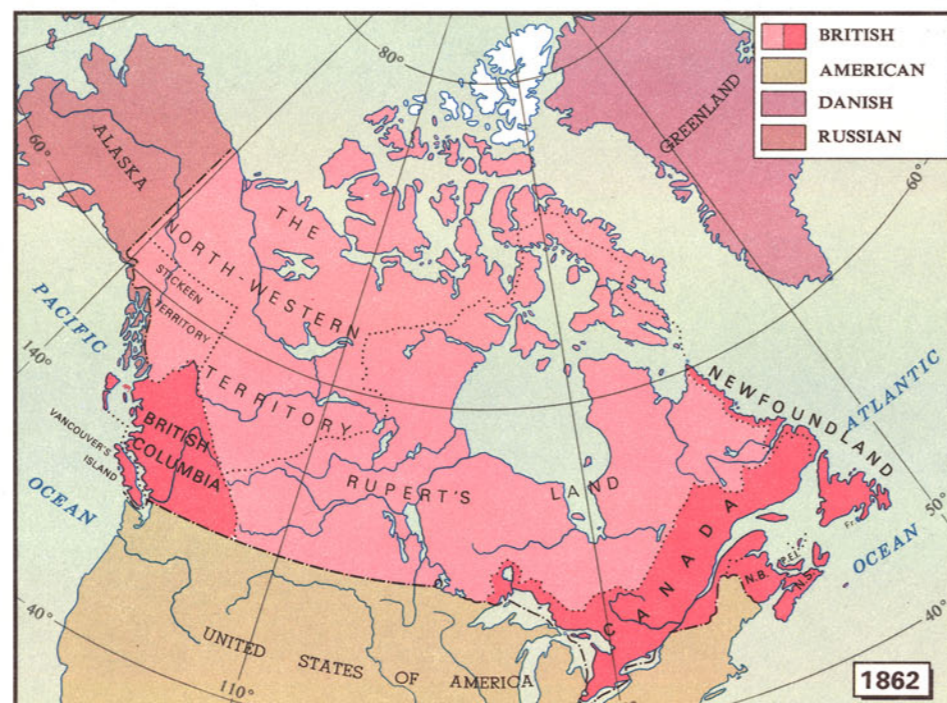 BRITISH
AMERICAN
DANISH
RUSSIAN
80°
60°
60°
ALASKA
GREENLAND
THE
NORTH-WESTERN
TERRITORY
STICKEEN
TERRITORY
PACIFIC
OCEAN
140°
VANCOUVER'S
ISLAND
BRITISH
COLUMBIA
RUPERT'S LAND
NEWFOUNDLAND
ATLANTIC
OCEAN
50°
Fr.
P.E.I.
N.B.
N.S.
CANADA
40°
40°
UNITED STATES OF AMERICA
110°
1862